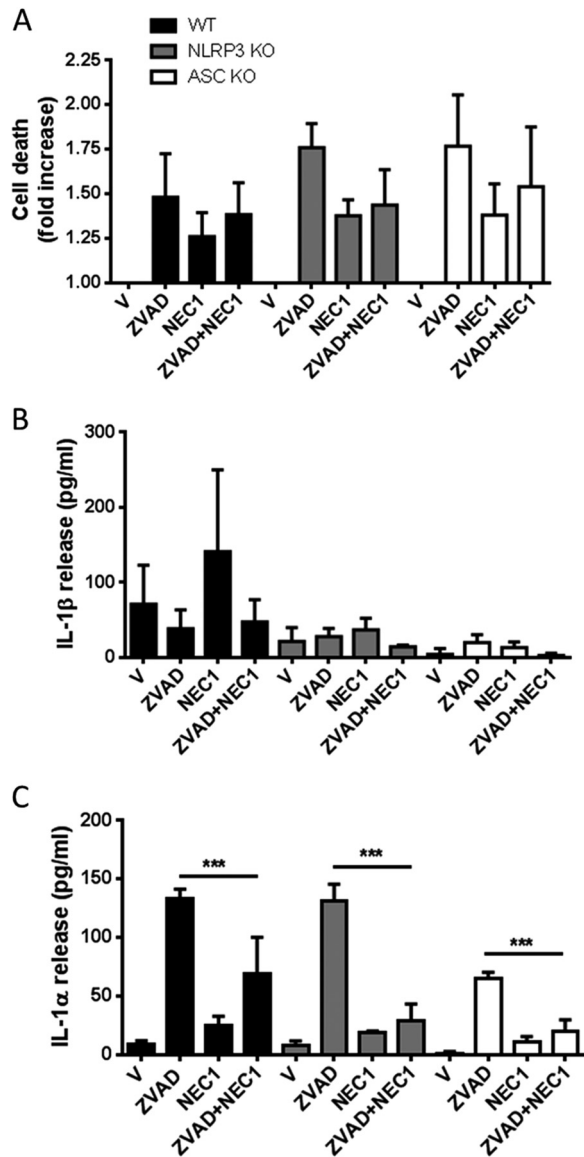 A
WT
NLRP3 KO
ASC KO
Cell death
(fold increase)
2.25
2.00
1.75
1.50
1.25
1.00
V
ZVAD
NEC1
ZVAD+NEC1
V
ZVAD
NEC1
ZVAD+NEC1
V
ZVAD
NEC1
ZVAD+NEC1
B
IL-1β release (pg/ml)
300
200
100
0
V
ZVAD
NEC1
ZVAD+NEC1
V
ZVAD
NEC1
ZVAD+NEC1
V
ZVAD
NEC1
ZVAD+NEC1
C
IL-1α release (pg/ml)
200
150
100
50
0
***
***
***
V
ZVAD
NEC1
ZVAD+NEC1
V
ZVAD
NEC1
ZVAD+NEC1
V
ZVAD
NEC1
ZVAD+NEC1